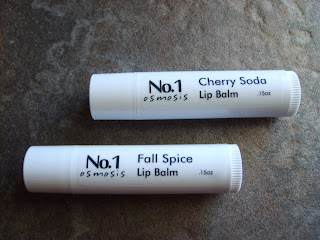 No.1
osmosis
Cherry Soda
Lip Balm .15oz
No.1
osmosis
Fall Spice
Lip Balm .15oz